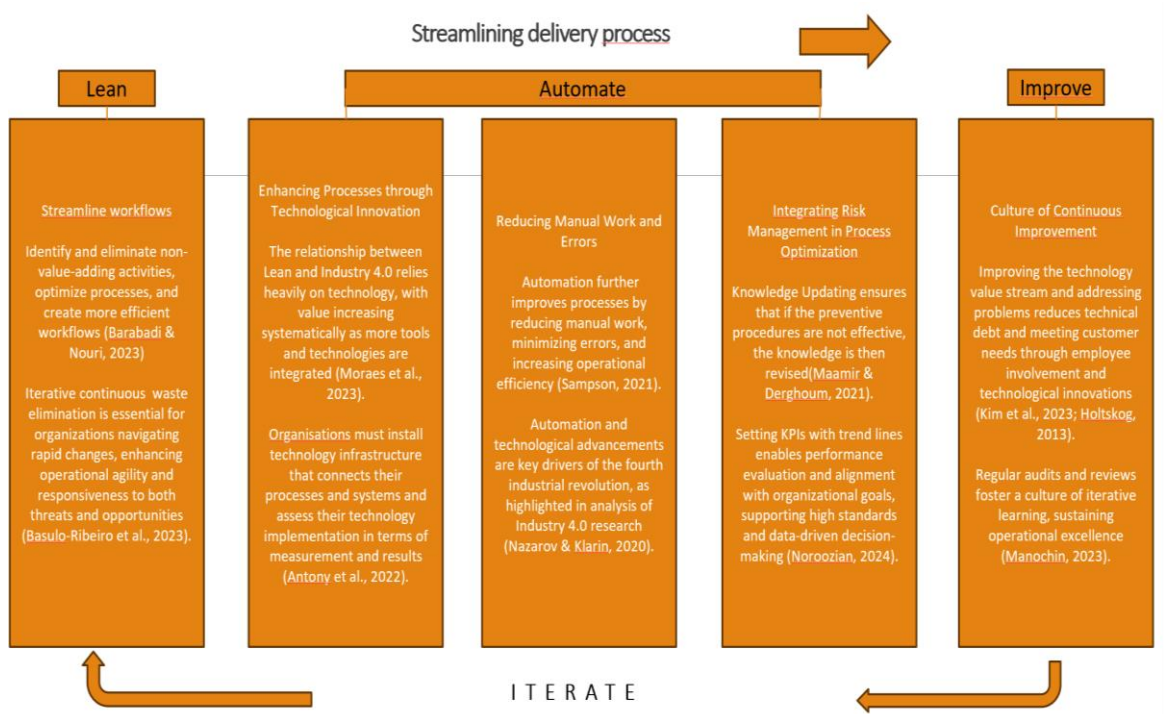 Streamlining delivery process
Lean
Automate
Improve
Streamline workflows
Identify and eliminate non-
value-adding activities,
optimize processes, and
create more efficient
workflows (Barabadi &
Nouri, 2023)
Iterative continuous waste
elimination is essential for
organizations navigating
rapid changes, enhancing
operational agility and
responsiveness to both
threats and opportunities
(Basulo-Ribeiro et al., 2023).
Enhancing Processes through
Technological Innovation
The relationship between
Lean and Industry 4.0 relies
heavily on technology, with
value increasing
systematically as more tools
and technologies are
integrated (Moraes et al.,
2023).
Organisations must install
technology infrastructure
that connects their
processes and systems and
assess their technology
implementation in terms of
measurement and results
(Antony et al., 2022).
Reducing Manual Work and
Errors
Automation further
improves processes by
reducing manual work,
minimizing errors, and
increasing operational
efficiency (Sampson, 2021).
Automation and
technological advancements
are key drivers of the fourth
industrial revolution, as
highlighted in analysis of
Industry 4.0 research
(Nazarov & Klarin, 2020).
Integrating Risk
Management in Process
Optimization
Knowledge Updating ensures
that if the preventive
procedures are not effective,
the knowledge is then
revised(Maamir &
Derghoum, 2021).
Setting KPIs with trend lines
enables performance
evaluation and alignment
with organizational goals,
supporting high standards
and data-driven decision-
making (Noroozian, 2024).
Culture of Continuous
Improvement
Improving the technology
value stream and addressing
problems reduces technical
debt and meeting customer
needs through employee
involvement and
technological innovations
(Kim et al., 2023; Holtskog,
2013).
Regular audits and reviews
foster a culture of iterative
learning, sustaining
operational excellence
(Manochin, 2023).
ITERATE